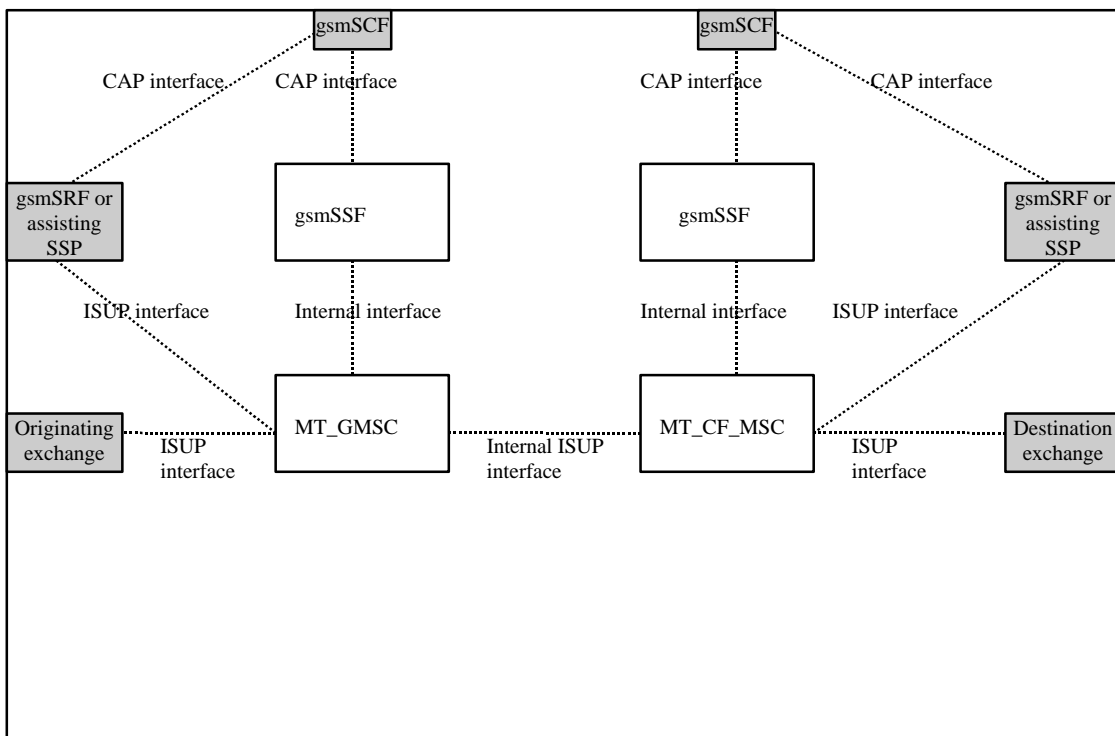 gsmSCF
gsmSCF
CAP interface
CAP interface
CAP interface
CAP interface
gsmSRF or
assisting
SSP
gsmSSF
gsmSSF
gsmSRF or
assisting
SSP
ISUP interface
Internal interface
Internal interface
ISUP interface
Originating
exchange
ISUP
interface
MT_GMSC
Internal ISUP
interface
MT_CF_MSC
ISUP
interface
Destination
exchange